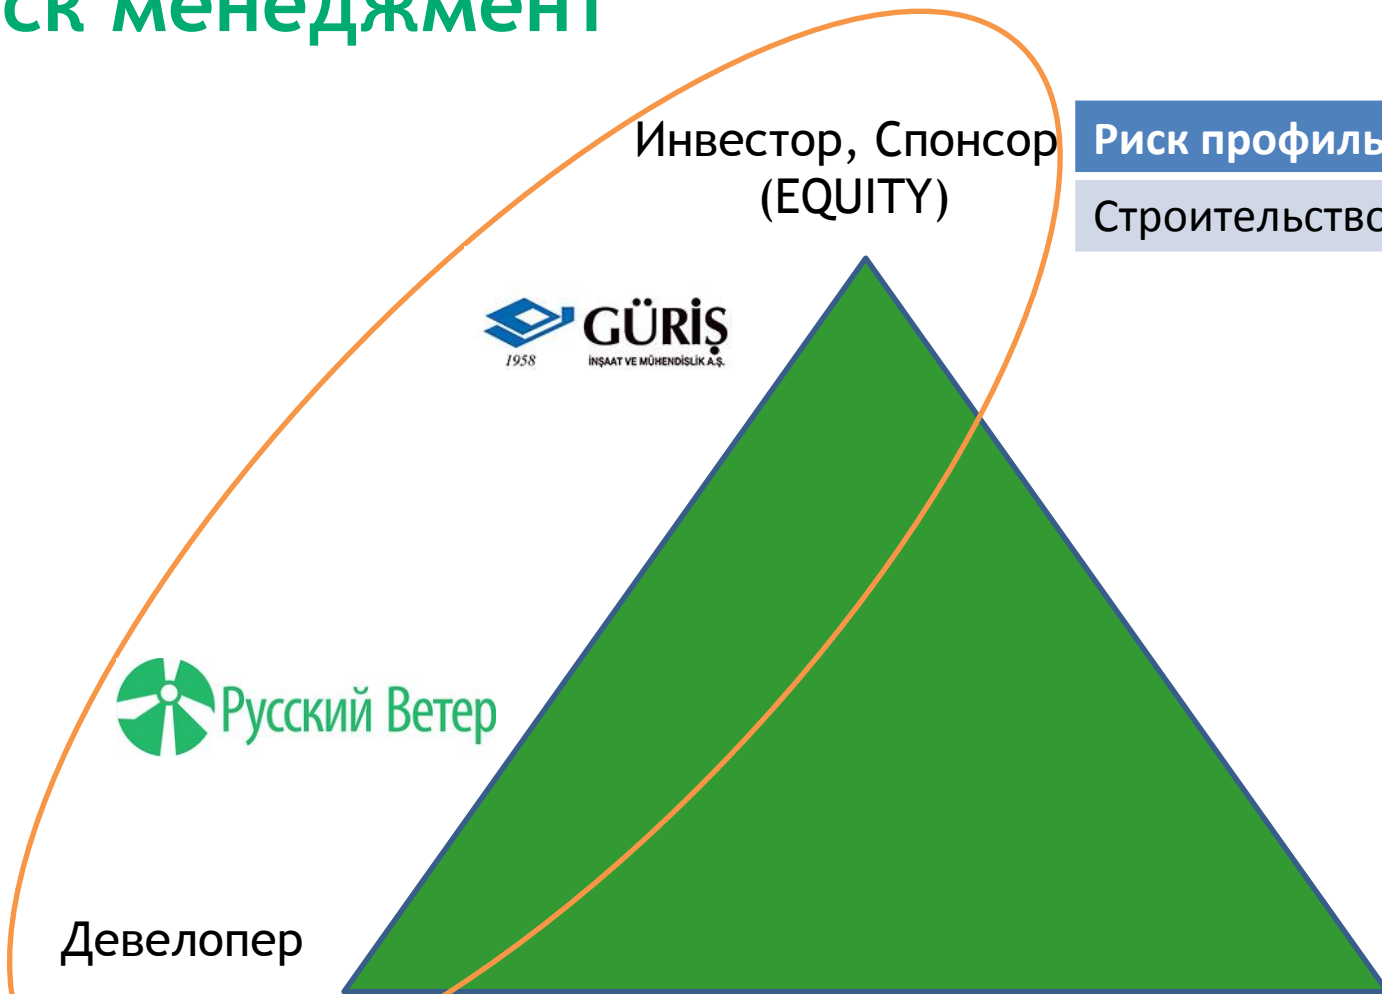 ск менеджмент
Инвестор, Спонсор
(EQUITY)
Риск профиль
Строительство
GÜRİŞ
1958 İNŞAAT VE MÜHENDİSLİK A.Ş.
Русский Ветер
Девелопер